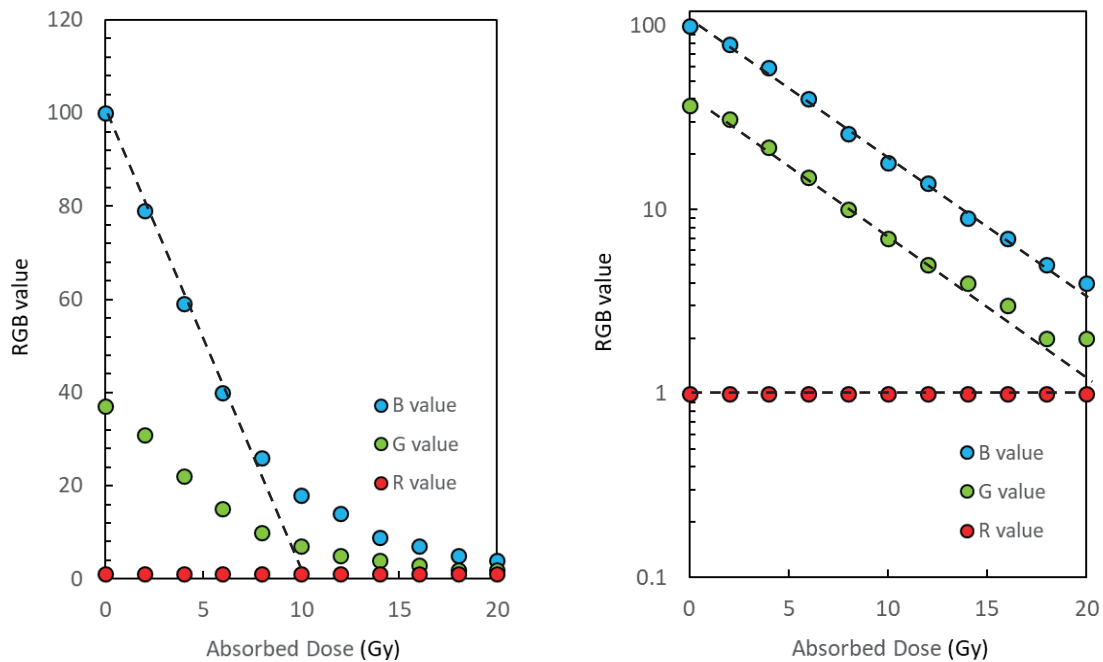 120
100
80
60
40
20
0
RGB value
0 5 10 15 20
Absorbed Dose (Gy)
B value
G value
R value
100
10
1
0.1
RGB value
0 5 10 15 20
Absorbed Dose (Gy)
B value
G value
R value